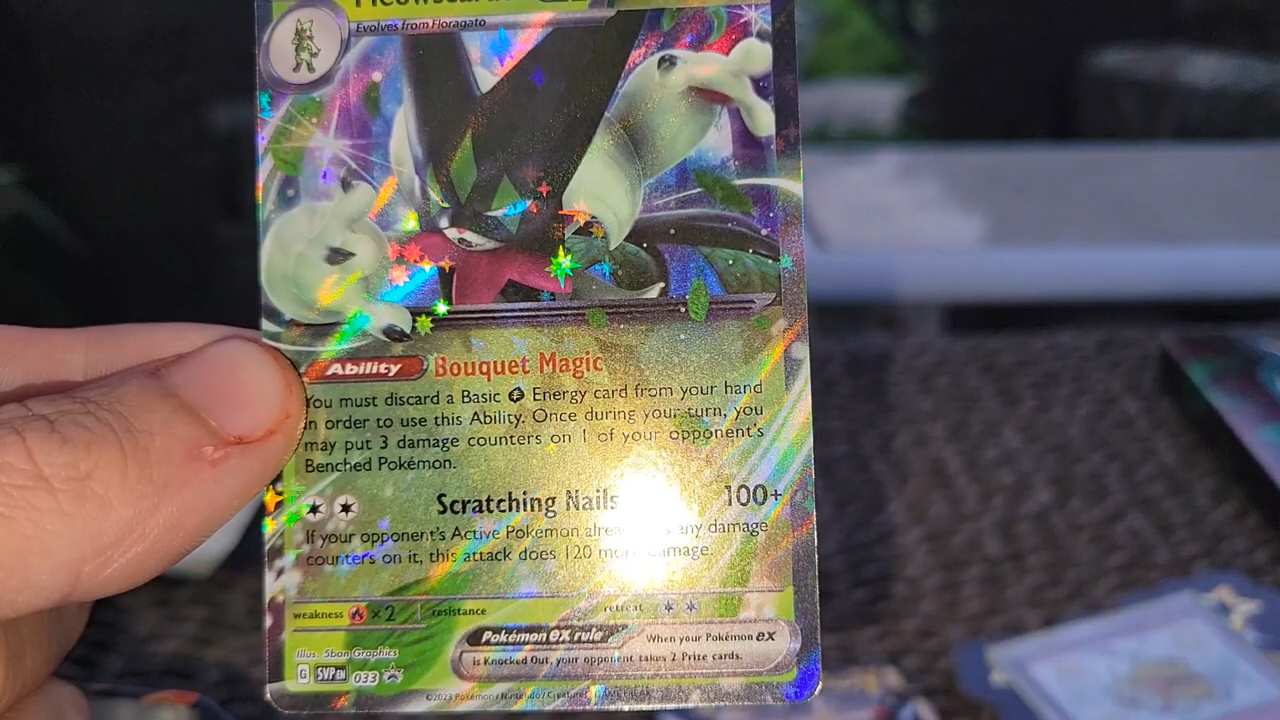 Evolves from Floragato
Ability Bouquet Magic
You must discard a Basic Energy card from your hand
in order to use this Ability. Once during your turn, you
may put 3 damage counters on 1 of your opponent's
Benched Pokémon.
Scratching Nails 100+
If your opponent's Active Pokémon any damage
counters on it, this attack does 120 more damage.
weakness ×2 resistance retreat
Pokémon ex rule When your Pokémon ex
is Knocked Out, your opponent takes 2 Prize cards.
Illus. 5ban Graphics
G SVP EN 033
©2023 Pokémon / Nintendo / Creatures / GAME FREAK